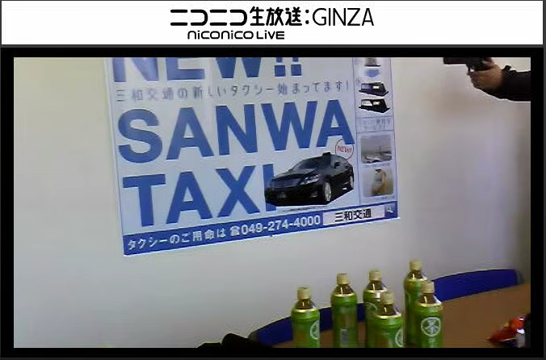 ニコニコ生放送:GINZA
niconico Live
NEW!!
三和交通の新しいタクシー始まってます!
SANWA
NEW!
TAXI
タクシーのご用命は ☎049-274-4000 三和交通